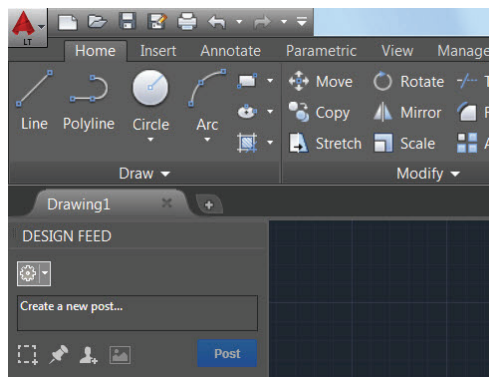 LT
Home Insert Annotate Parametric View Manage
Line Polyline Circle Arc
Move Rotate
Copy Mirror
Stretch Scale
Draw Modify
Drawing1
DESIGN FEED
Create a new post...
Post